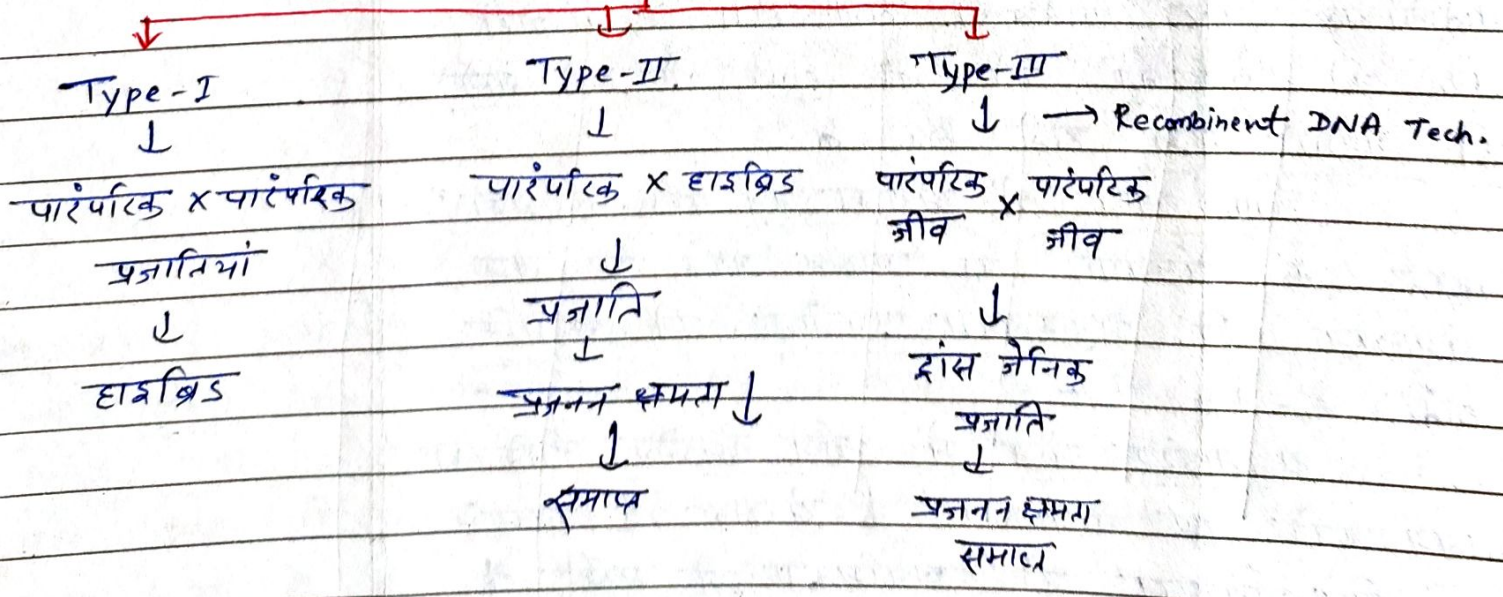 Type-I
↓
पारंपरिक x पारंपरिक
प्रजातियां
↓
हाइब्रिड
Type-II
↓
पारंपरिक x हाइब्रिड
↓
प्रजाति
↓
प्रजनन क्षमता ↓
↓
समाप्त
Type-III
↓ → Recombinent DNA Tech.
पारंपरिक x पारंपरिक
जीव जीव
↓
ट्रांस जेनिक
प्रजाति
↓
प्रजनन क्षमता
समाप्त